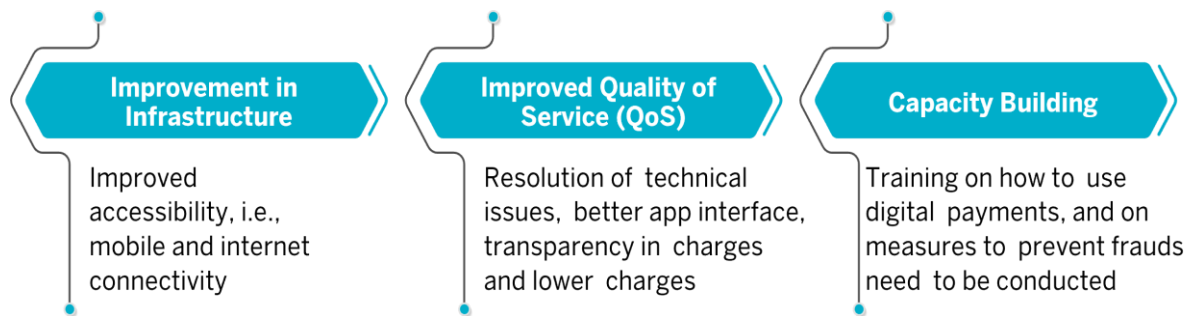 Improvement in
Infrastructure
Improved
accessibility, i.e.,
mobile and internet
connectivity
Improved Quality of
Service (QoS)
Resolution of technical
issues, better app interface,
transparency in charges
and lower charges
Capacity Building
Training on how to use
digital payments, and on
measures to prevent frauds
need to be conducted